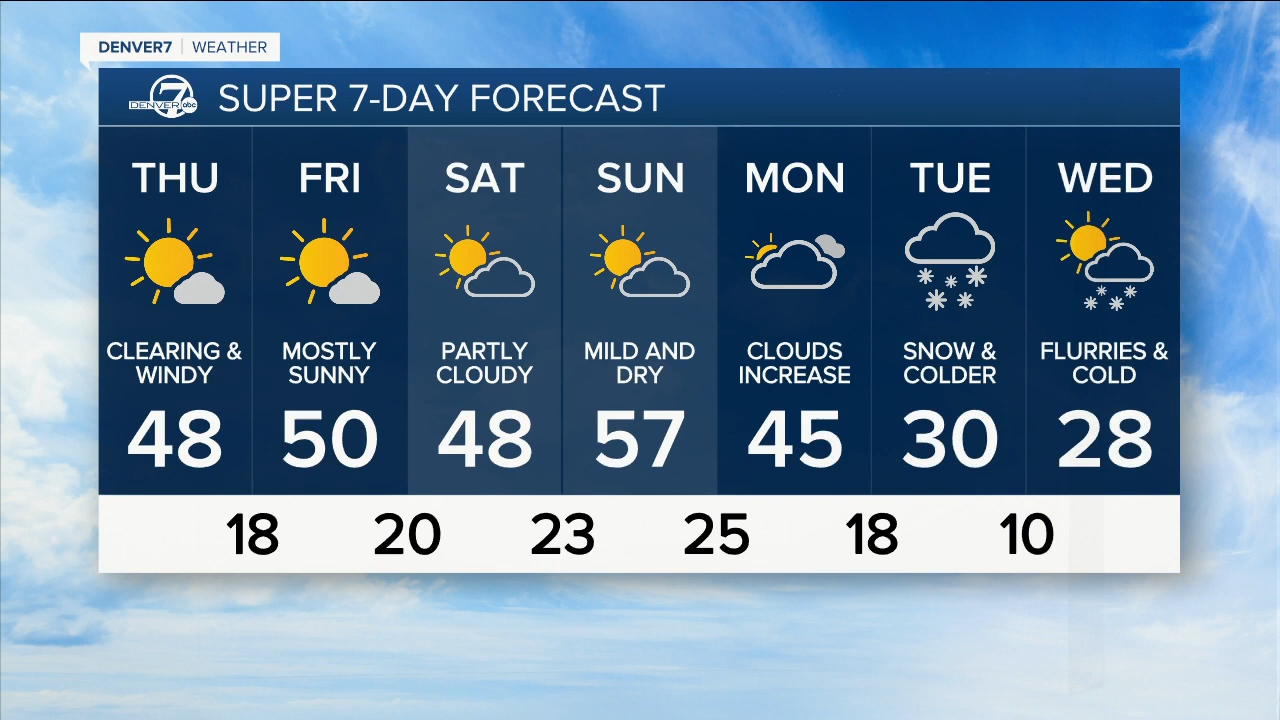 DENVER7 | WEATHER
7
DENVER abc
SUPER 7-DAY FORECAST
THU FRI SAT SUN MON TUE WED
CLEARING & MOSTLY PARTLY MILD AND CLOUDS SNOW & FLURRIES &
WINDY SUNNY CLOUDY DRY INCREASE COLDER COLD
48 50 48 57 45 30 28
18 20 23 25 18 10